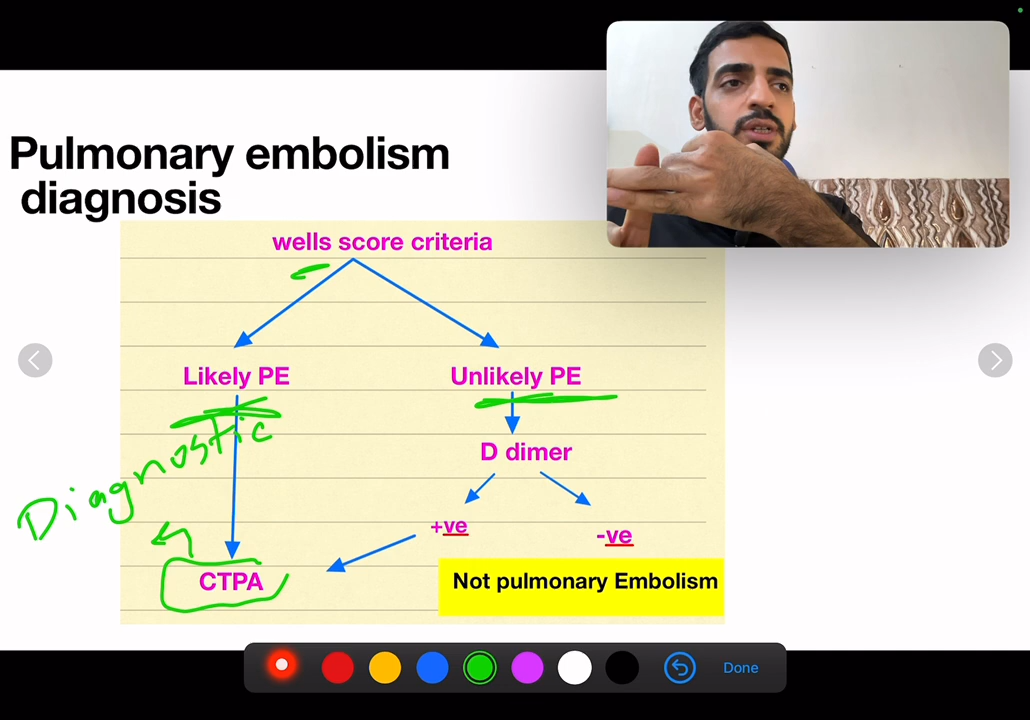 Pulmonary embolism
diagnosis
wells score criteria
Likely PE
Unlikely PE
Diagnostic
D dimer
+ve
-ve
CTPA
Not pulmonary Embolism
Done